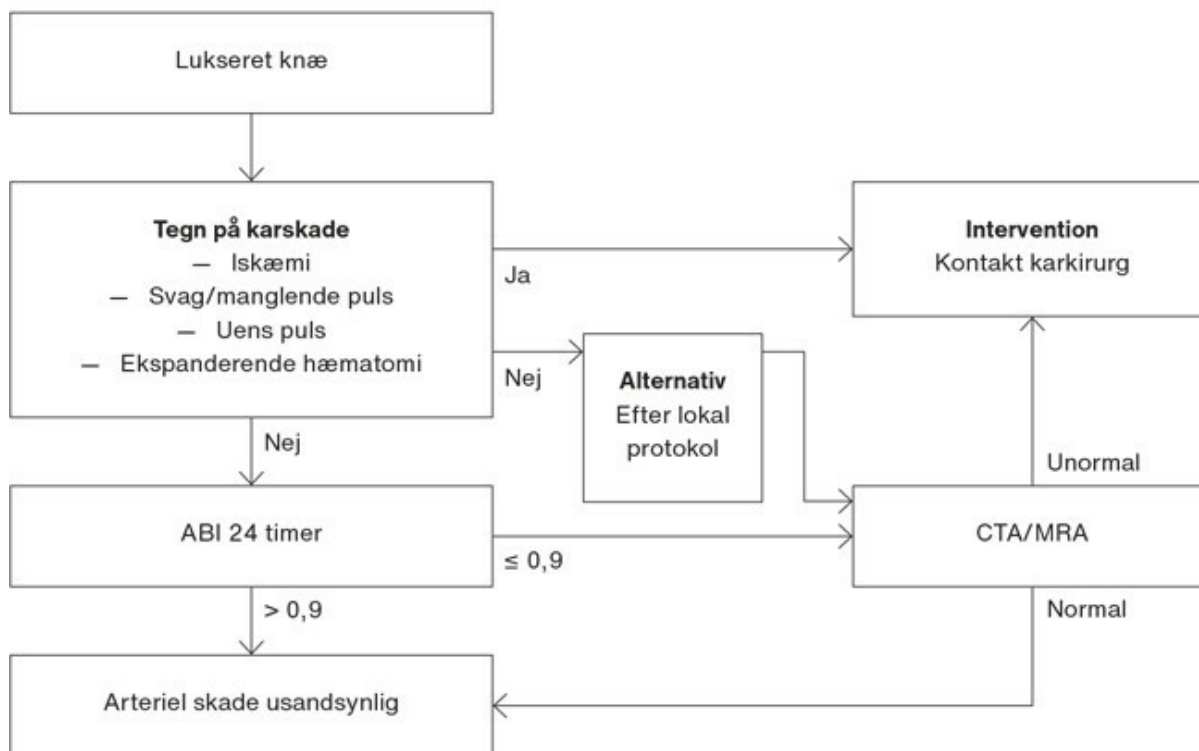 Lukseret knæ
Tegn på karskade
— Iskæmi
— Svag/manglende puls
— Uens puls
— Ekspanderende hæmatomi
Ja
Intervention
Kontakt karkirurg
Nej
Alternativ
Efter lokal
protokol
Nej
Unormal
ABI 24 timer
≤ 0,9
CTA/MRA
> 0,9
Normal
Arteriel skade usandsynlig